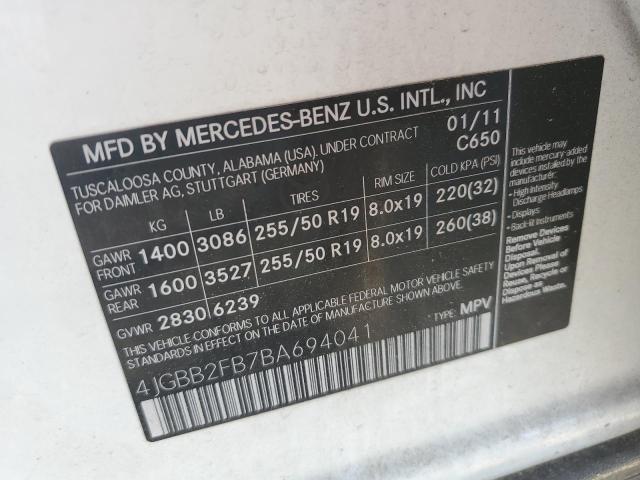 MFD BY MERCEDES-BENZ U.S. INTL., INC
TUSCALOOSA COUNTY, ALABAMA (USA). UNDER CONTRACT 01/11
FOR DAIMLER AG, STUTTGART (GERMANY) C650
KG LB TIRES RIM SIZE COLD KPA (PSI)
GAWR FRONT 1400 3086 255/50 R19 8.0x19 220(32)
GAWR REAR 1600 3527 255/50 R19 8.0x19 260(38)
GVWR 2830 6239
THIS VEHICLE CONFORMS TO ALL APPLICABLE FEDERAL MOTOR VEHICLE SAFETY
STANDARDS IN EFFECT ON THE DATE OF MANUFACTURE SHOWN ABOVE.
4JGBB2FB7BA694041 TYPE: MPV
This vehicle may
include mercury-added
devices installed by the
manufacturer:
• High Intensity
Discharge Headlamps
• Displays
• Back-lit Instruments
Remove Devices
Before Vehicle
Disposal.
Upon Removal of
Devices Please
Reuse, Recycle or
Dispose as
Hazardous Waste.